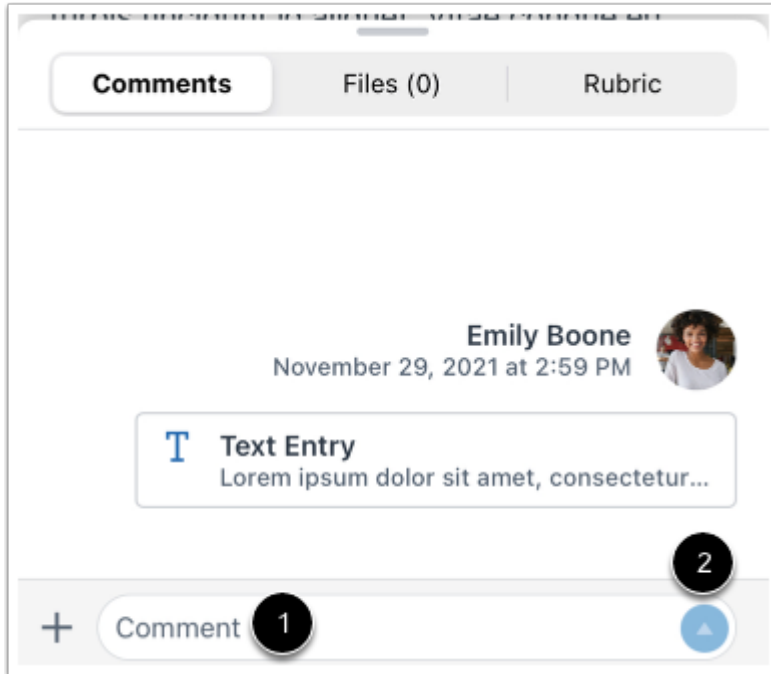 Comments Files (0) Rubric
Emily Boone
November 29, 2021 at 2:59 PM
T Text Entry
Lorem ipsum dolor sit amet, consectetur...
2
+ Comment 1